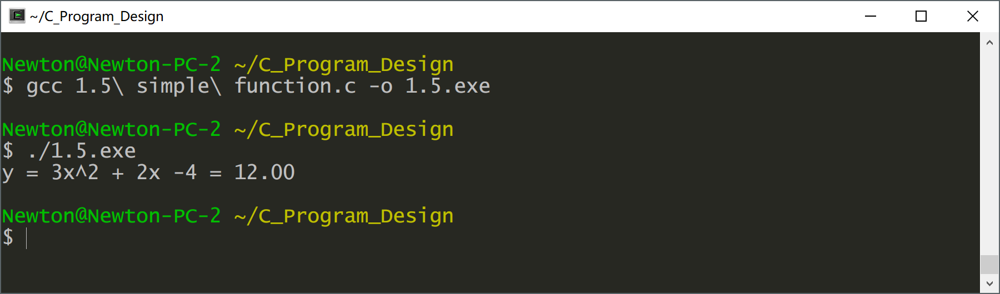 ~/C_Program_Design
Newton@Newton-PC-2 ~/C_Program_Design
$ gcc 1.5\ simple\ function.c -o 1.5.exe
Newton@Newton-PC-2 ~/C_Program_Design
$ ./1.5.exe
y = 3x^2 + 2x -4 = 12.00
Newton@Newton-PC-2 ~/C_Program_Design
$